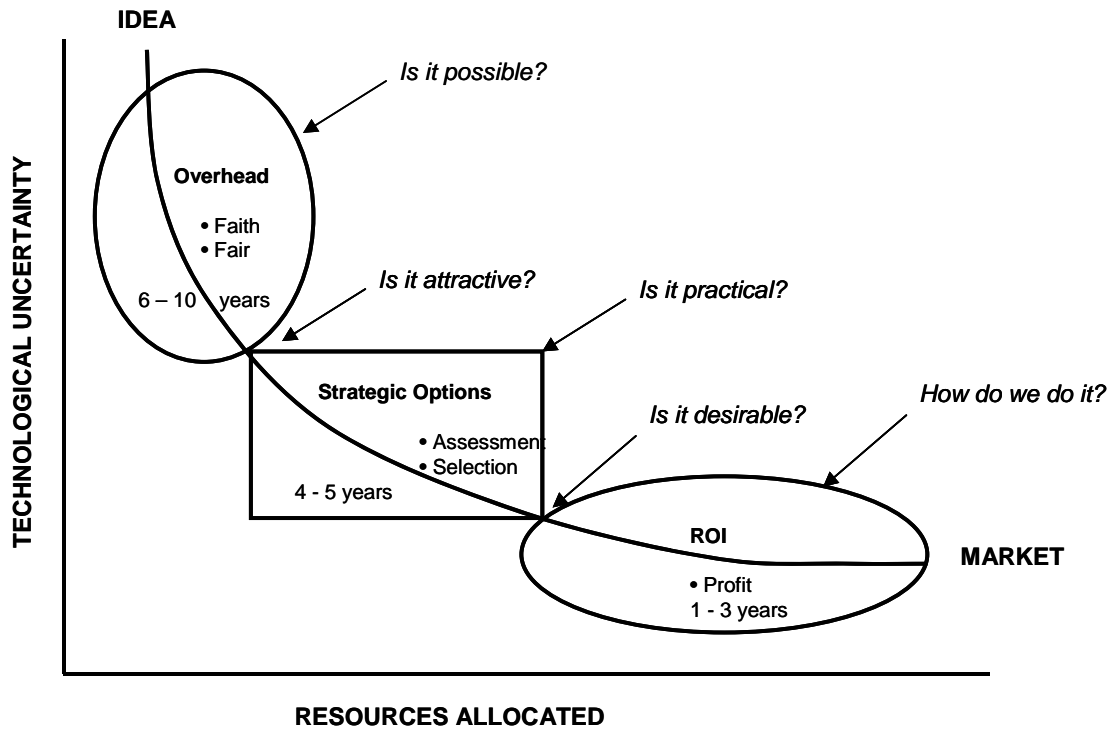 IDEA
Is it possible?
Overhead
• Faith
• Fair
6 – 10 years
Is it attractive?
Is it practical?
Strategic Options
• Assessment
• Selection
4 - 5 years
Is it desirable?
How do we do it?
ROI
• Profit
1 - 3 years
MARKET
TECHNOLOGICAL UNCERTAINTY
RESOURCES ALLOCATED